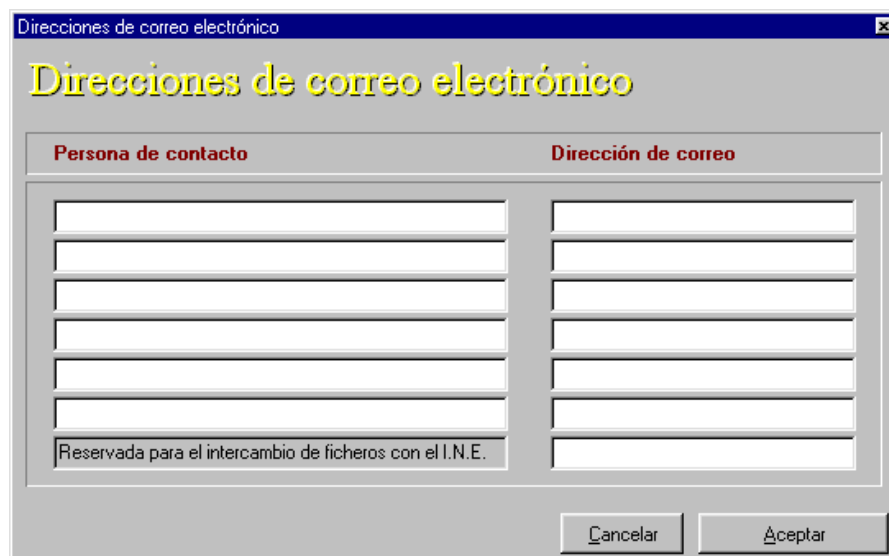 Direcciones de correo electrónico
Direcciones de correo electrónico
Persona de contacto Dirección de correo
Reservada para el intercambio de ficheros con el I.N.E.
Cancelar Aceptar